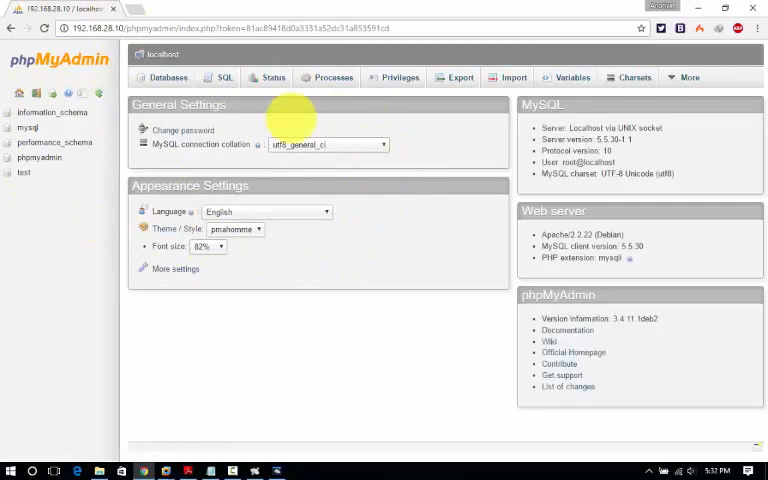 localhost / localhost
Andriyati
192.168.28.10/phpmyadmin/index.php?token=81ac89418d0a3331a52dc31a853591cd
ABP
phpMyAdmin
information_schema
mysql
performance_schema
phpmyadmin
test
localhost
Databases
SQL
Status
Processes
Privileges
Export
Import
Variables
Charsets
More
General Settings
Change password
MySQL connection collation
:
utf8_general_ci
Appearance Settings
Language
:
English
Theme / Style:
pmahomme
Font size:
82%
More settings
MySQL
Server: Localhost via UNIX socket
Server version: 5.5.30-1.1
Protocol version: 10
User: root@localhost
MySQL charset: UTF-8 Unicode (utf8)
Web server
Apache/2.2.22 (Debian)
MySQL client version: 5.5.30
PHP extension: mysqli
phpMyAdmin
Version information: 3.4.11.1deb2
Documentation
Wiki
Official Homepage
Contribute
Get support
List of changes
5:32 PM